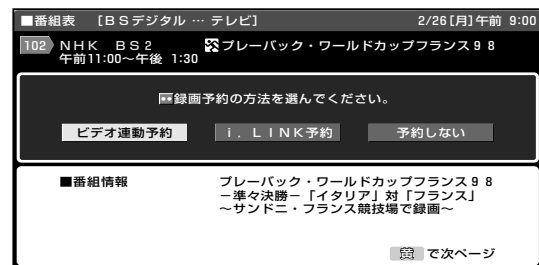 ■番組表 [BSデジタル … テレビ] 2/26[月]午前 9:00
102 NHK BS2 プレーバック・ワールドカップフランス98
午前11:00~午後 1:30
録画予約の方法を選んでください。
ビデオ連動予約 i.LINK予約 予約しない
■番組情報 プレーバック・ワールドカップフランス98
-準々決勝-「イタリア」対「フランス」
~サンドニ・フランス競技場で録画~
黄 で次ページ